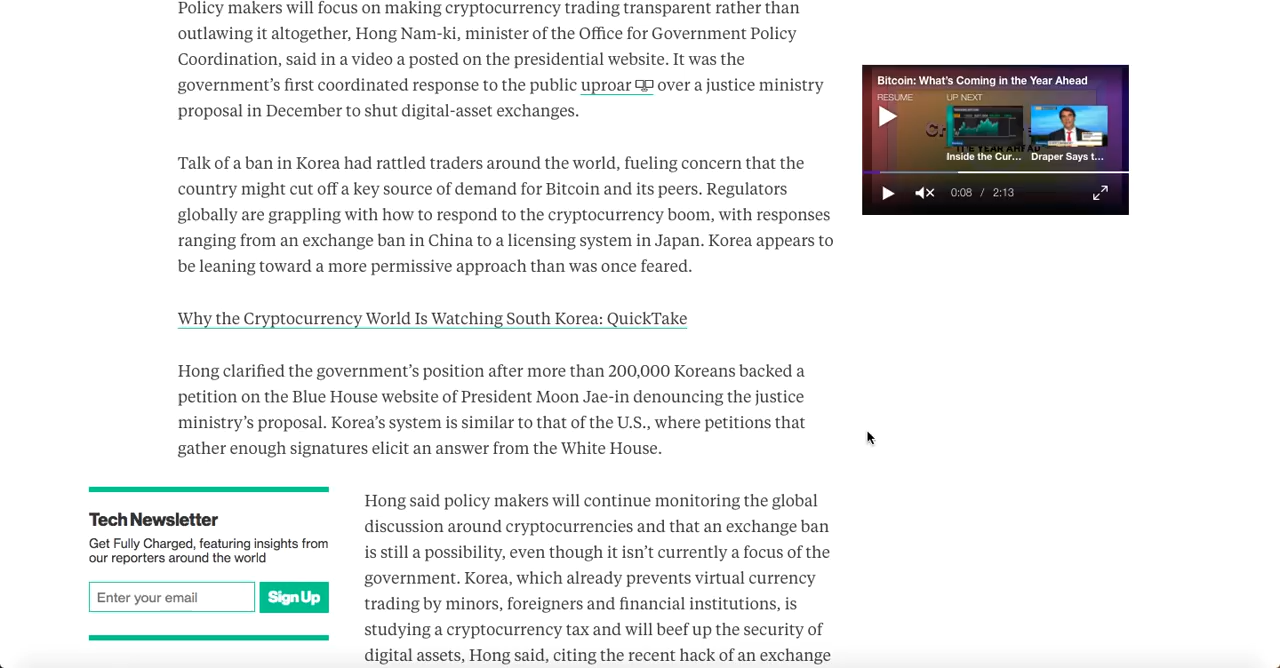 Policy makers will focus on making cryptocurrency trading transparent rather than
outlawing it altogether, Hong Nam-ki, minister of the Office for Government Policy
Coordination, said in a video a posted on the presidential website. It was the
government’s first coordinated response to the public uproar over a justice ministry
proposal in December to shut digital-asset exchanges.
Talk of a ban in Korea had rattled traders around the world, fueling concern that the
country might cut off a key source of demand for Bitcoin and its peers. Regulators
globally are grappling with how to respond to the cryptocurrency boom, with responses
ranging from an exchange ban in China to a licensing system in Japan. Korea appears to
be leaning toward a more permissive approach than was once feared.
Why the Cryptocurrency World Is Watching South Korea: QuickTake
Hong clarified the government’s position after more than 200,000 Koreans backed a
petition on the Blue House website of President Moon Jae-in denouncing the justice
ministry’s proposal. Korea’s system is similar to that of the U.S., where petitions that
gather enough signatures elicit an answer from the White House.
Hong said policy makers will continue monitoring the global
discussion around cryptocurrencies and that an exchange ban
is still a possibility, even though it isn’t currently a focus of the
government. Korea, which already prevents virtual currency
trading by minors, foreigners and financial institutions, is
studying a cryptocurrency tax and will beef up the security of
digital assets, Hong said, citing the recent hack of an exchange
Tech Newsletter
Get Fully Charged, featuring insights from
our reporters around the world
Enter your email
Sign Up
Bitcoin: What's Coming in the Year Ahead
RESUME
UP NEXT
Inside the Cur...
Draper Says t...
THE YEAR AHEAD
0:08 / 2:13